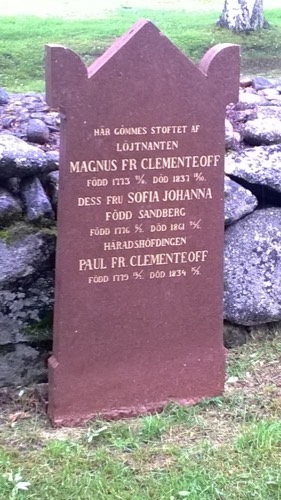 HÄR GÖMMES STOFTET AF
LÖJTNANTEN
MAGNUS FR CLEMENTEOFF
FÖDD 1773 DÖD 1837
DESS FRU SOFIA JOHANNA
FÖDD SANDBERG
FÖDD 1776 DÖD 1861
HÄRADSHÖFDINGEN
PAUL FR. CLEMENTEOFF
FÖDD 1779 DÖD 1834